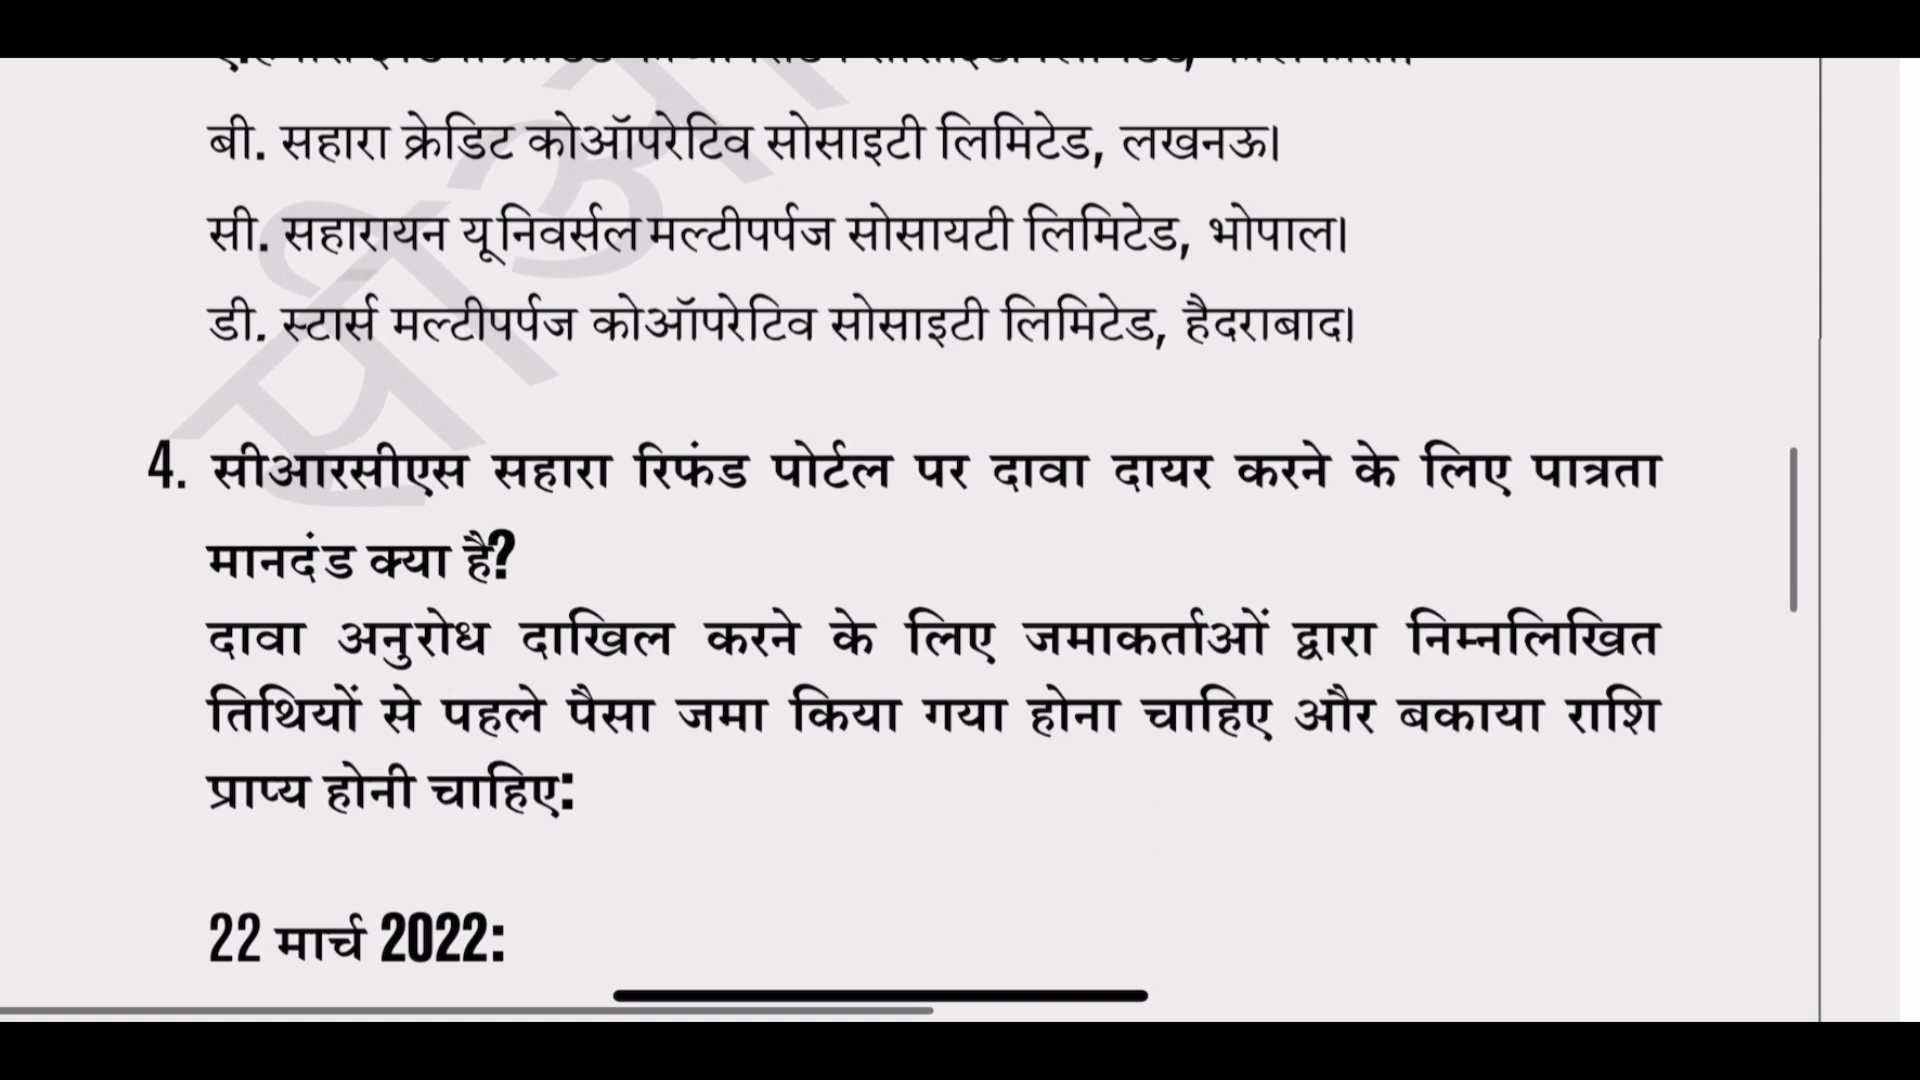 बी. सहारा क्रेडिट कोऑपरेटिव सोसाइटी लिमिटेड, लखनऊ।
सी. सहारायन यूनिवर्सल मल्टीपर्पज सोसायटी लिमिटेड, भोपाल।
डी. स्टार्स मल्टीपर्पज कोऑपरेटिव सोसाइटी लिमिटेड, हैदराबाद।
4. सीआरसीएस सहारा रिफंड पोर्टल पर दावा दायर करने के लिए पात्रता
मानदंड क्या है?
दावा अनुरोध दाखिल करने के लिए जमाकर्ताओं द्वारा निम्नलिखित
तिथियों से पहले पैसा जमा किया गया होना चाहिए और बकाया राशि
प्राप्य होनी चाहिए:
22 मार्च 2022: